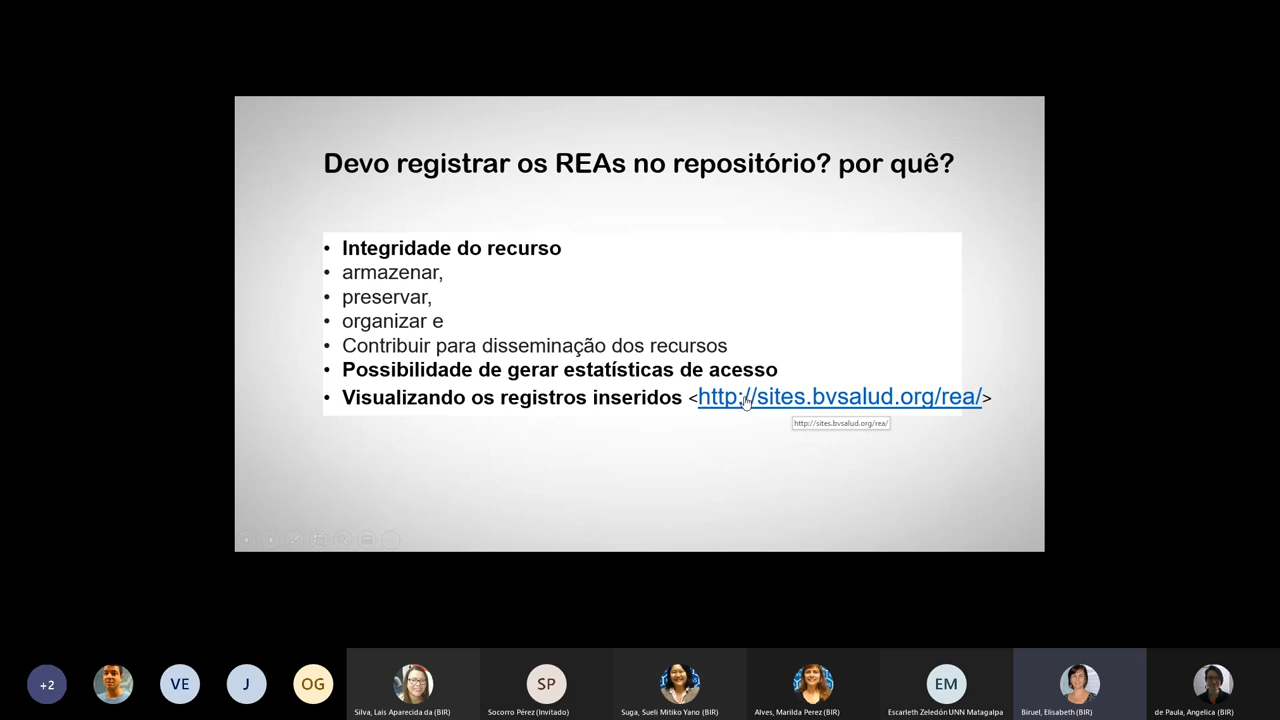 Devo registrar os REAs no repositório? por quê?
• Integridade do recurso
• armazenar,
• preservar,
• organizar e
• Contribuir para disseminação dos recursos
• Possibilidade de gerar estatísticas de acesso
• Visualizando os registros inseridos <http://sites.bvsalud.org/rea/>
http://sites.bvsalud.org/rea/
+2
VE
J
OG
SP
EM
Silva, Lais Aparecida da (BIR)
Socorro Pérez (Invitado)
Suga, Sueli Mitiko Yano (BIR)
Alves, Marilda Perez (BIR)
Escarleth Zeledón UNN Matagalpa
Biruel, Elisabeth (BIR)
de Paula, Angelica (BIR)